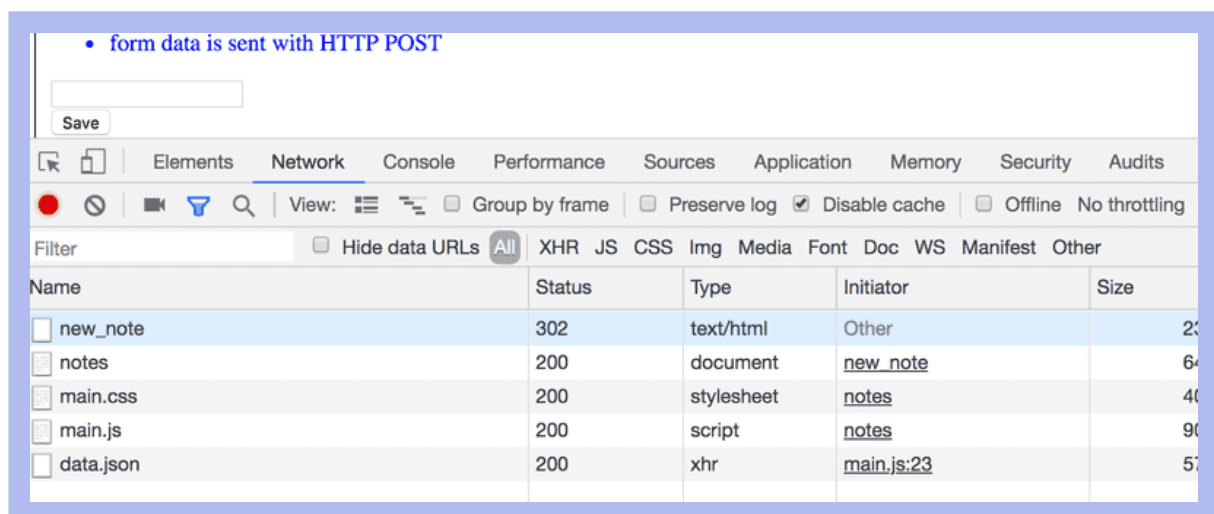 • form data is sent with HTTP POST
Save
Elements Network Console Performance Sources Application Memory Security Audits
View: Group by frame Preserve log Disable cache Offline No throttling
Filter Hide data URLs All XHR JS CSS Img Media Font Doc WS Manifest Other
Name Status Type Initiator Size
new_note 302 text/html Other
notes 200 document new_note
main.css 200 stylesheet notes
main.js 200 script notes
data.json 200 xhr main.js:23